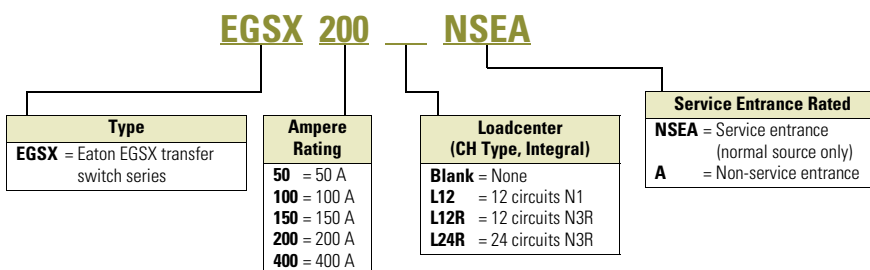 EGSX 200 __ NSEA
Type
EGSX = Eaton EGSX transfer
switch series
Ampere
Rating
50 = 50 A
100 = 100 A
150 = 150 A
200 = 200 A
400 = 400 A
Loadcenter
(CH Type, Integral)
Blank = None
L12 = 12 circuits N1
L12R = 12 circuits N3R
L24R = 24 circuits N3R
Service Entrance Rated
NSEA = Service entrance
(normal source only)
A = Non-service entrance